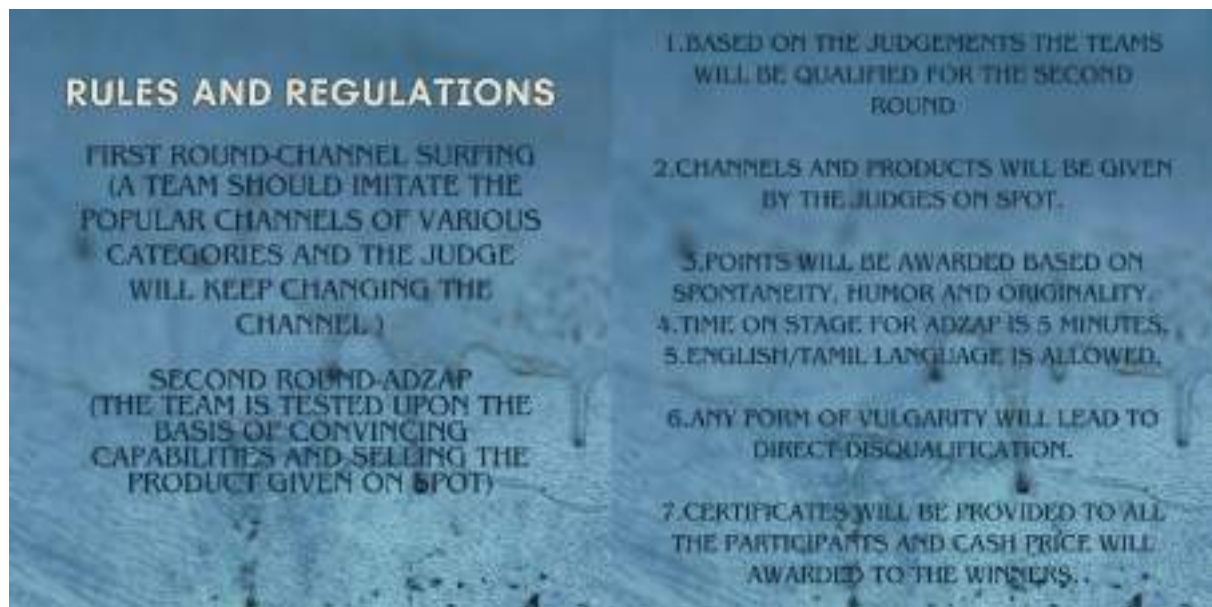 RULES AND REGULATIONS
FIRST ROUND-CHANNEL SURFING
(A TEAM SHOULD IMITATE THE
POPULAR CHANNELS OF VARIOUS
CATEGORIES AND THE JUDGE
WILL KEEP CHANGING THE
CHANNEL )
SECOND ROUND-ADZAP
(THE TEAM IS TESTED UPON THE
BASIS OF CONVINCING
CAPABILITIES AND SELLING THE
PRODUCT GIVEN ON SPOT)
1.BASED ON THE JUDGEMENTS THE TEAMS
WILL BE QUALIFIED FOR THE SECOND
ROUND
2.CHANNELS AND PRODUCTS WILL BE GIVEN
BY THE JUDGES ON SPOT.
3.POINTS WILL BE AWARDED BASED ON
SPONTANEITY, HUMOR AND ORIGINALITY.
4.TIME ON STAGE FOR ADZAP IS 5 MINUTES.
5.ENGLISH/TAMIL LANGUAGE IS ALLOWED.
6.ANY FORM OF VULGARITY WILL LEAD TO
DIRECT DISQUALIFICATION.
7.CERTIFICATES WILL BE PROVIDED TO ALL
THE PARTICIPANTS AND CASH PRICE WILL
AWARDED TO THE WINNERS. .